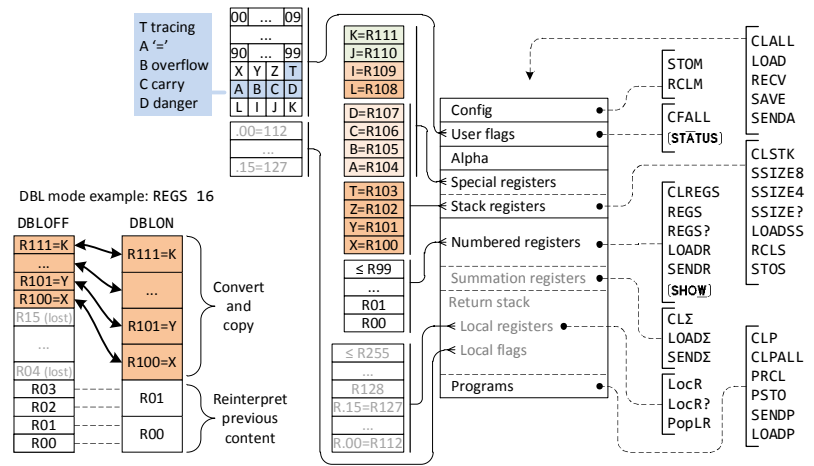 T tracing
A ‘=’
B overflow
C carry
D danger
00 ... 09
...
90 ... 99
X Y Z T
A B C D
L I J K
.00=112
...
.15=127
K=R111
J=R110
I=R109
L=R108
D=R107
C=R106
B=R105
A=R104
T=R103
Z=R102
Y=R101
X=R100
≤ R99
...
R01
R00
≤ R255
...
R128
R.15=R127
...
R.00=R112
Config
User flags
Alpha
Special registers
Stack registers
Numbered registers
Summation registers
Return stack
Local registers
Local flags
Programs
STOM
RCLM
CFALL
[STATUS]
CLREGS
REGS
REGS?
LOADR
SENDR
[SHOW]
CLΣ
LOADΣ
SENDΣ
LocR
LocR?
PopLR
CLALL
LOAD
RECV
SAVE
SENDA
CLSTK
SSIZE8
SSIZE4
SSIZE?
LOADSS
RCLS
STOS
CLP
CLPALL
PRCL
PSTO
SENDP
LOADP
DBL mode example: REGS 16
DBLOFF DBLON
R111=K
...
R101=Y
R100=X
R15 (lost)
...
R04 (lost)
R03
R02
R01
R00
R111=K
...
R101=Y
R100=X
R01
R00
Convert
and
copy
Reinterpret
previous
content